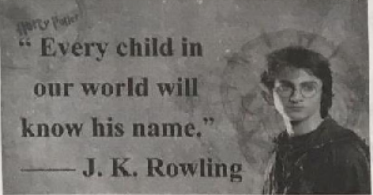 Harry Potter
“ Every child in
our world will
know his name.”
—— J. K. Rowling